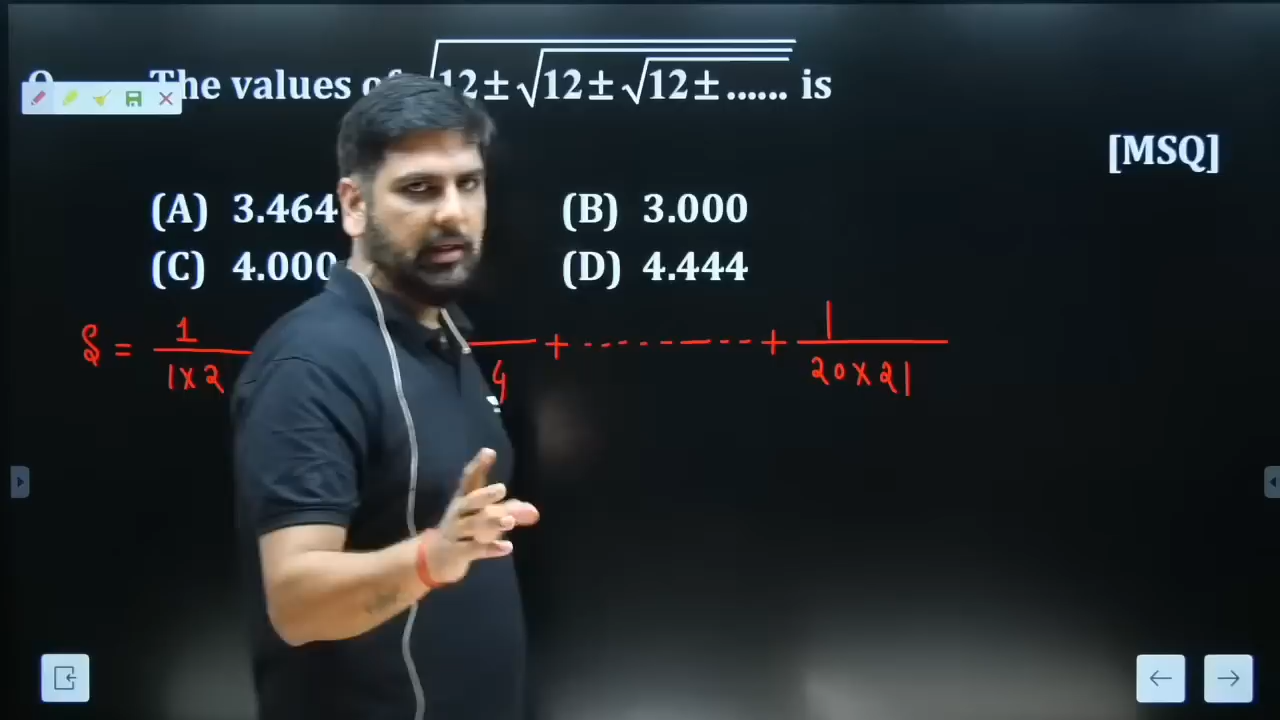 The values of √12±√12±√12±...... is
[MSQ]
(A) 3.464 (B) 3.000
(C) 4.000 (D) 4.444
S = 1/1×2 + -------- + 1/20×21